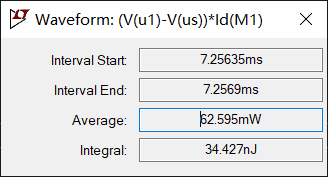 Waveform: (V(u1)-V(us))*Id(M1)
Interval Start: 7.25635ms
Interval End: 7.2569ms
Average: 62.595mW
Integral: 34.427nJ